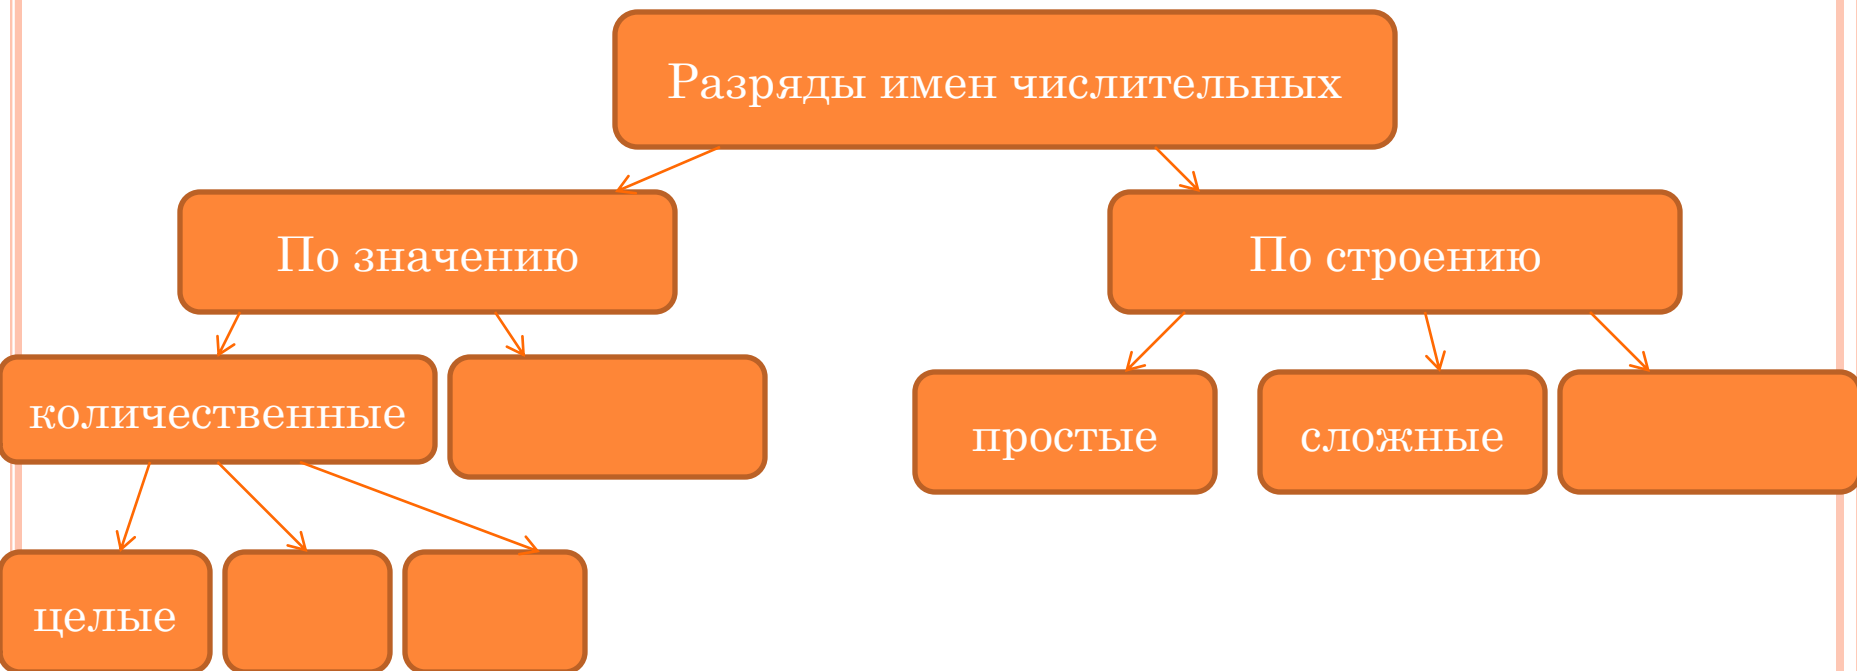 Разряды имен числительных
По значению
По строению
количественные
простые
сложные
целые